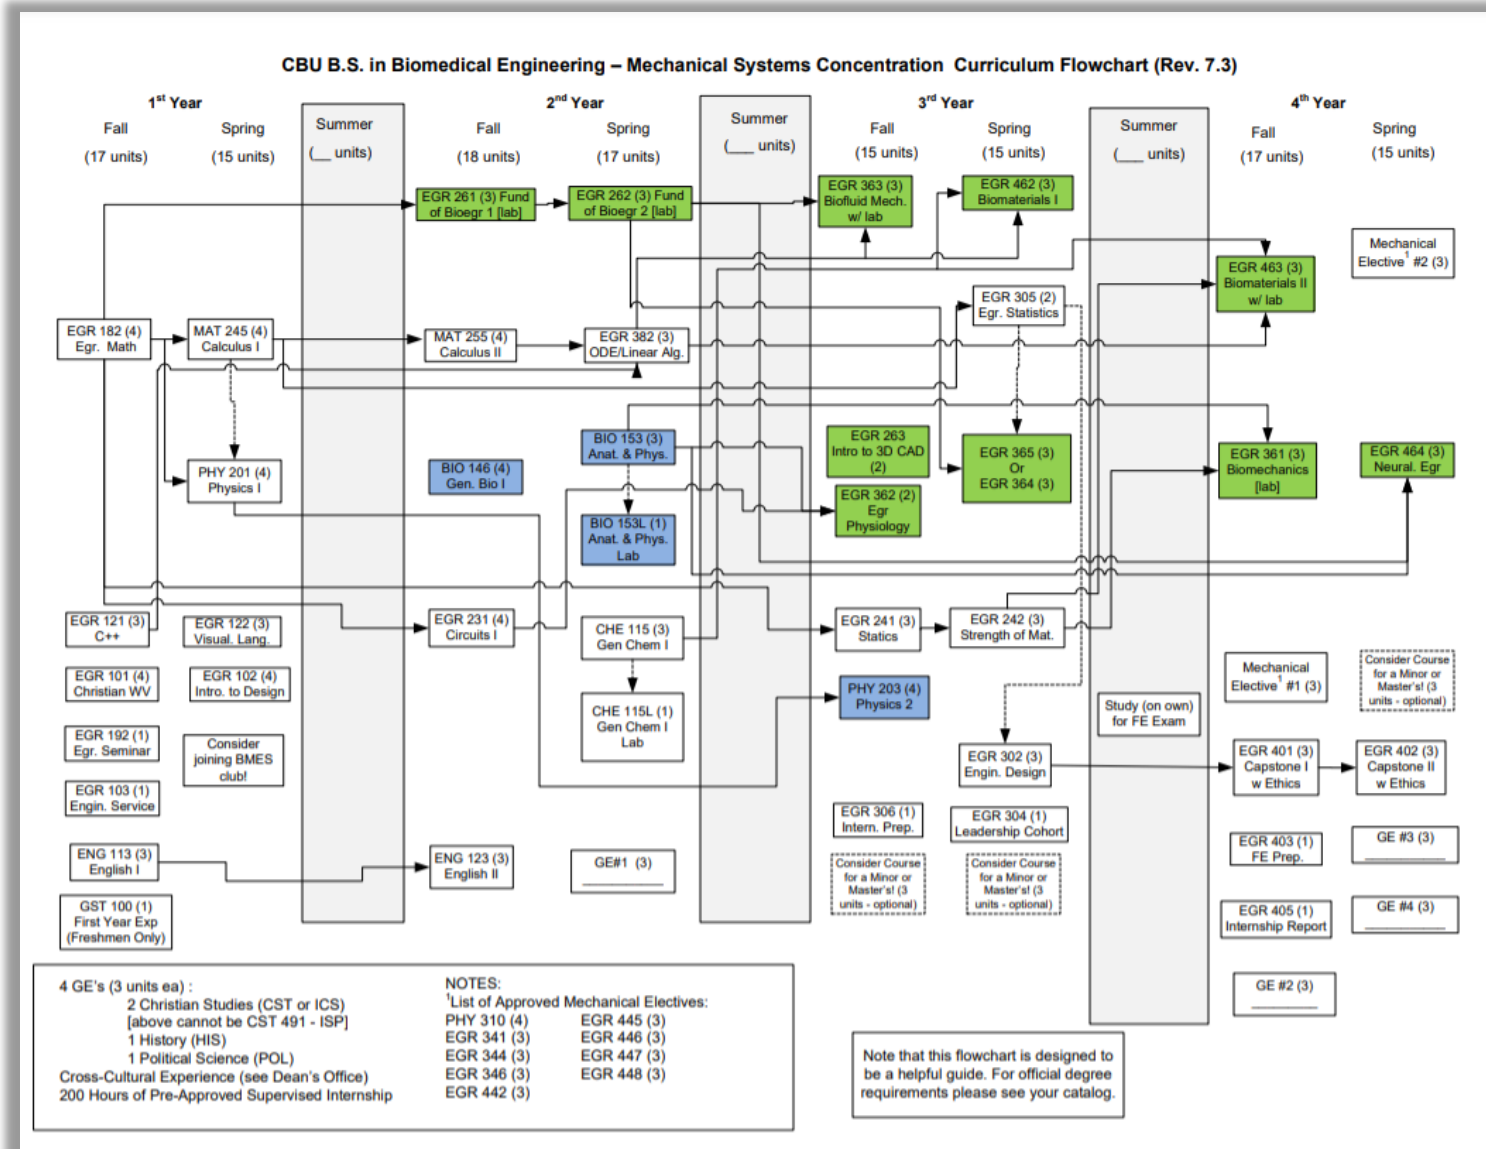 CBU B.S. in Biomedical Engineering – Mechanical Systems Concentration Curriculum Flowchart (Rev. 7.3)
1st Year
2nd Year
3rd Year
4th Year
Fall
(17 units)
Spring
(15 units)
Summer
(__ units)
Fall
(18 units)
Spring
(17 units)
Summer
(___ units)
Fall
(15 units)
Spring
(15 units)
Summer
(___ units)
Fall
(17 units)
Spring
(15 units)
EGR 182 (4)
Egr. Math
EGR 121 (3)
C++
EGR 101 (4)
Christian WV
EGR 192 (1)
Egr. Seminar
EGR 103 (1)
Engin. Service
ENG 113 (3)
English I
GST 100 (1)
First Year Exp
(Freshmen Only)
MAT 245 (4)
Calculus I
PHY 201 (4)
Physics I
EGR 122 (3)
Visual. Lang.
EGR 102 (4)
Intro. to Design
Consider
joining BMES
club!
EGR 261 (3) Fund
of Bioegr 1 [lab]
MAT 255 (4)
Calculus II
BIO 146 (4)
Gen. Bio I
EGR 231 (4)
Circuits I
ENG 123 (3)
English II
EGR 262 (3) Fund
of Bioegr 2 [lab]
EGR 382 (3)
ODE/Linear Alg.
BIO 153 (3)
Anat. & Phys.
BIO 153L (1)
Anat. & Phys.
Lab
CHE 115 (3)
Gen Chem I
CHE 115L (1)
Gen Chem I
Lab
GE#1 (3)
EGR 363 (3)
Biofluid Mech.
w/ lab
EGR 263
Intro to 3D CAD
(2)
EGR 362 (2)
Egr
Physiology
EGR 241 (3)
Statics
PHY 203 (4)
Physics 2
EGR 306 (1)
Intern. Prep.
Consider Course
for a Minor or
Master's! (3
units - optional)
EGR 462 (3)
Biomaterials I
EGR 305 (2)
Egr. Statistics
EGR 365 (3)
Or
EGR 364 (3)
EGR 242 (3)
Strength of Mat.
EGR 302 (3)
Engin. Design
EGR 304 (1)
Leadership Cohort
Consider Course
for a Minor or
Master's! (3
units - optional)
Study (on own)
for FE Exam
EGR 463 (3)
Biomaterials II
w/ lab
EGR 361 (3)
Biomechanics
[lab]
Mechanical
Elective1 #1 (3)
EGR 401 (3)
Capstone I
w Ethics
EGR 403 (1)
FE Prep.
EGR 405 (1)
Internship Report
GE #2 (3)
Mechanical
Elective1 #2 (3)
EGR 464 (3)
Neural. Egr
Consider Course
for a Minor or
Master's! (3
units - optional)
EGR 402 (3)
Capstone II
w Ethics
GE #3 (3)
GE #4 (3)
4 GE's (3 units ea) :
2 Christian Studies (CST or ICS)
[above cannot be CST 491 - ISP]
1 History (HIS)
1 Political Science (POL)
Cross-Cultural Experience (see Dean's Office)
200 Hours of Pre-Approved Supervised Internship
NOTES:
1List of Approved Mechanical Electives:
PHY 310 (4) EGR 445 (3)
EGR 341 (3) EGR 446 (3)
EGR 344 (3) EGR 447 (3)
EGR 346 (3) EGR 448 (3)
EGR 442 (3)
Note that this flowchart is designed to
be a helpful guide. For official degree
requirements please see your catalog.